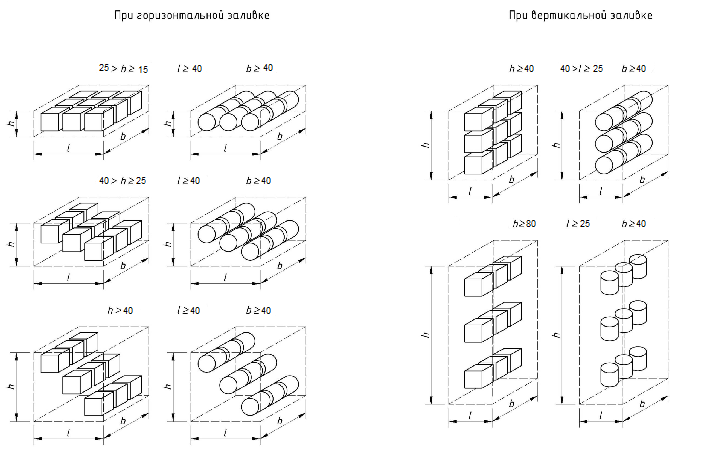 При горизонтальной заливке
При вертикальной заливке
25 > h ≥ 15 l ≥ 40 b ≥ 40
h ≥ 40 40 > l ≥ 25 b ≥ 40
h h h h
b b b b
l l l l
40 > h ≥ 25 l ≥ 40 b ≥ 40
h ≥ 80 l ≥ 25 b ≥ 40
h h
b b
l l
h > 40 l ≥ 40 b ≥ 40
h h h h
b b b b
l l l l